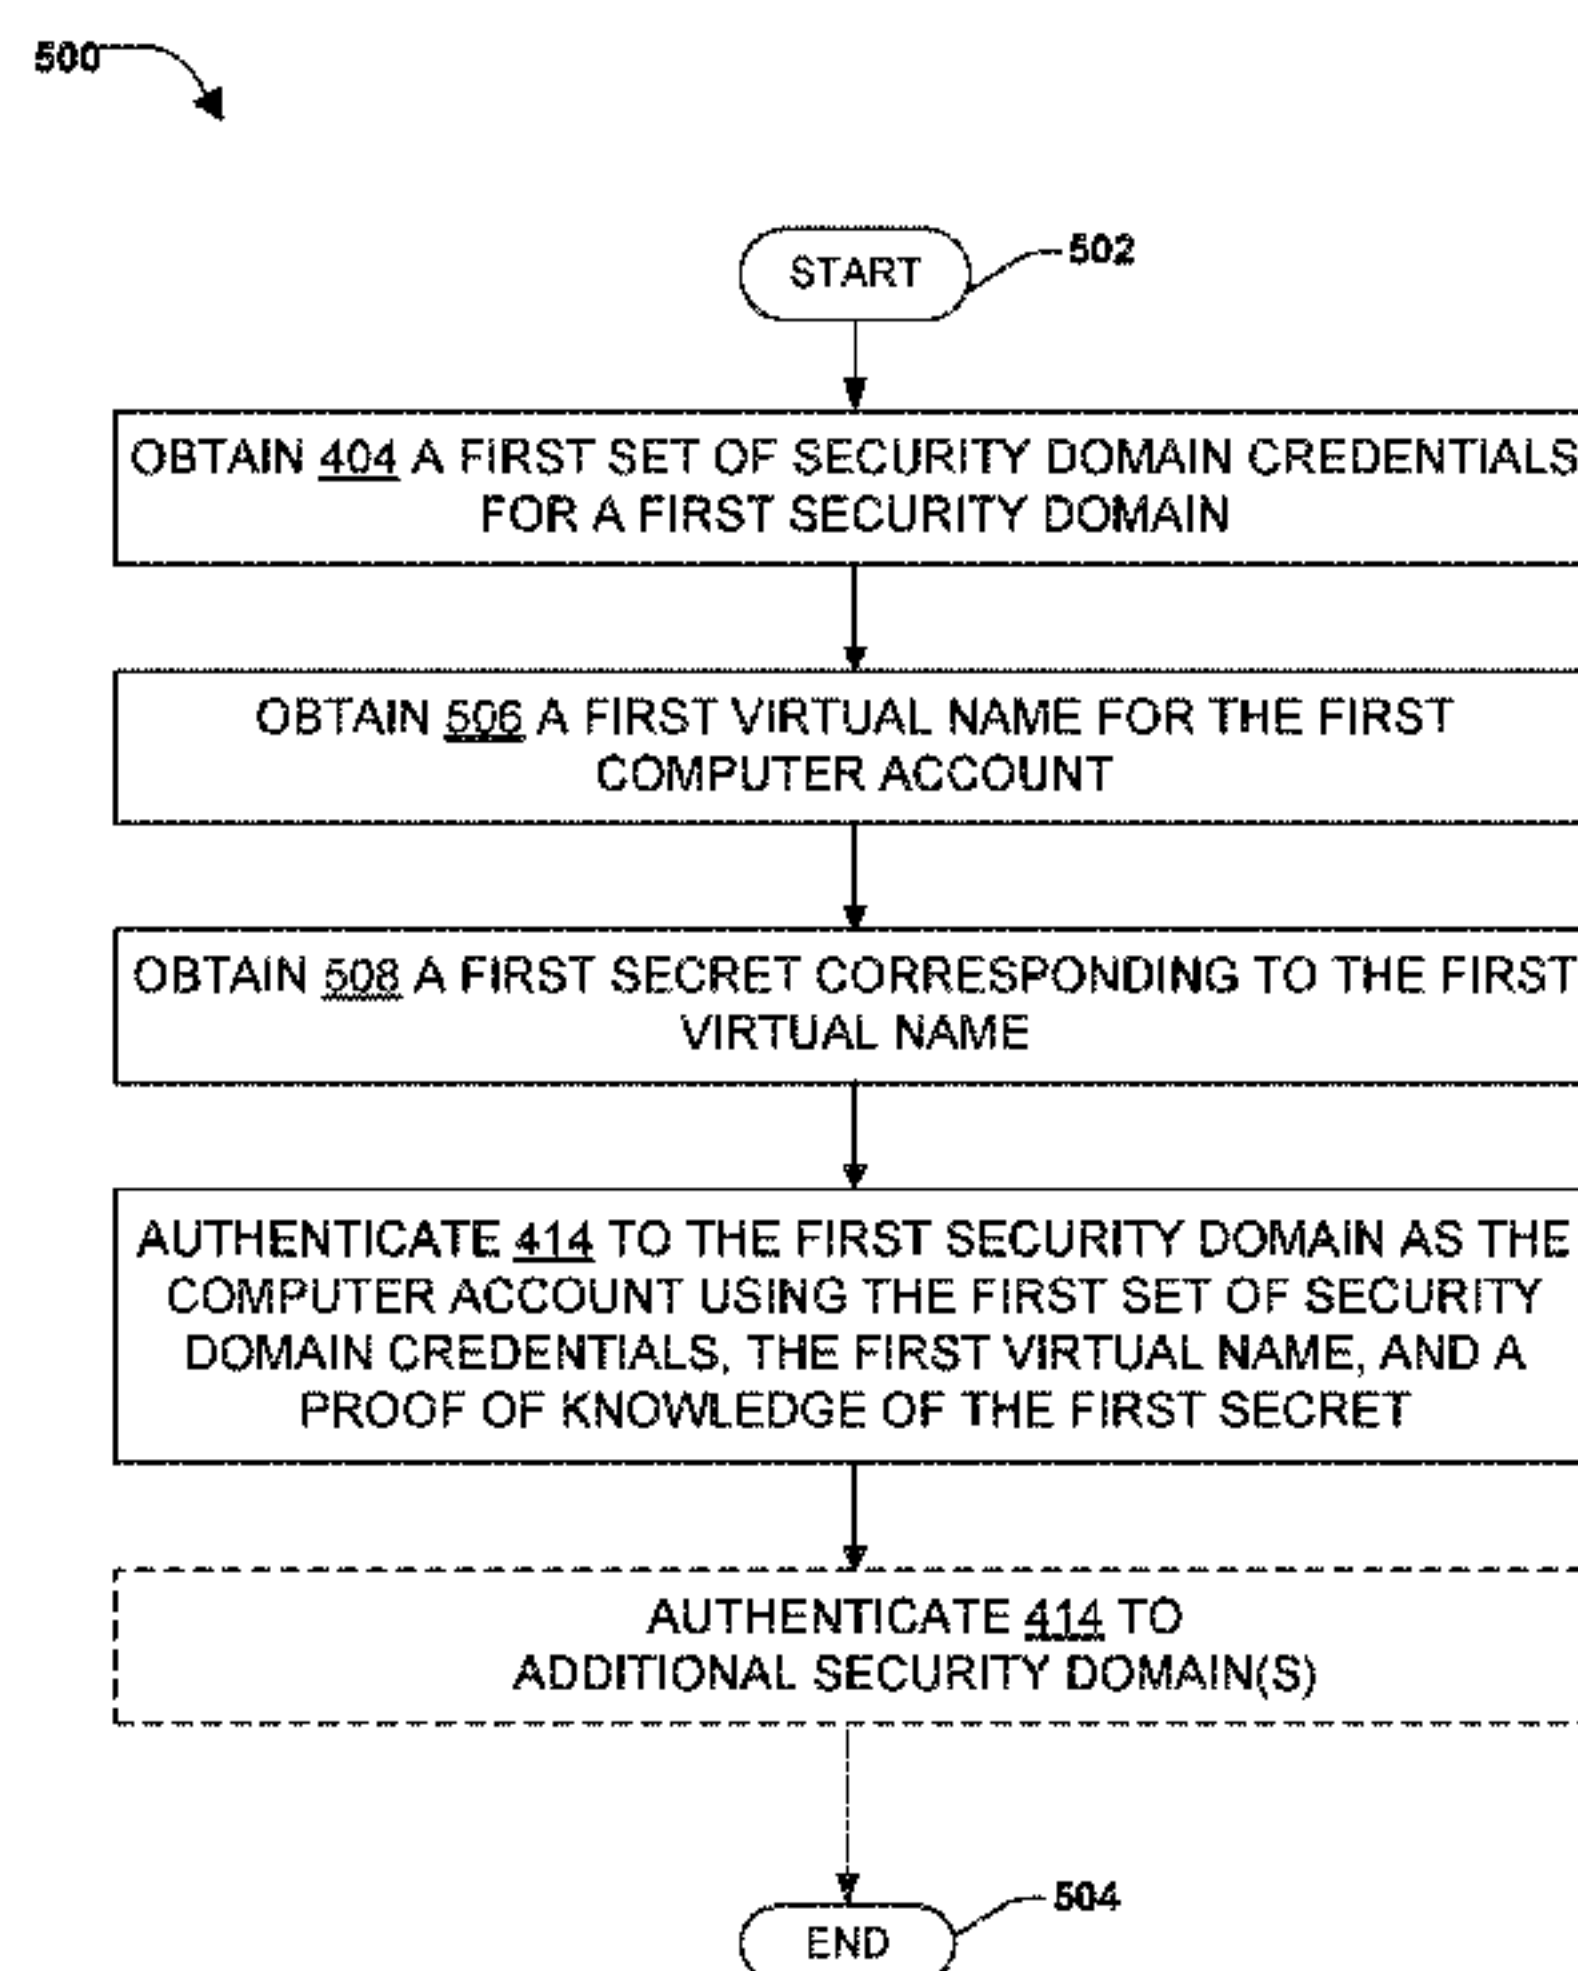 500
START
502
OBTAIN 404 A FIRST SET OF SECURITY DOMAIN CREDENTIALS
FOR A FIRST SECURITY DOMAIN
OBTAIN 506 A FIRST VIRTUAL NAME FOR THE FIRST
COMPUTER ACCOUNT
OBTAIN 508 A FIRST SECRET CORRESPONDING TO THE FIRST
VIRTUAL NAME
AUTHENTICATE 414 TO THE FIRST SECURITY DOMAIN AS THE
COMPUTER ACCOUNT USING THE FIRST SET OF SECURITY
DOMAIN CREDENTIALS, THE FIRST VIRTUAL NAME, AND A
PROOF OF KNOWLEDGE OF THE FIRST SECRET
AUTHENTICATE 414 TO
ADDITIONAL SECURITY DOMAIN(S)
504
END